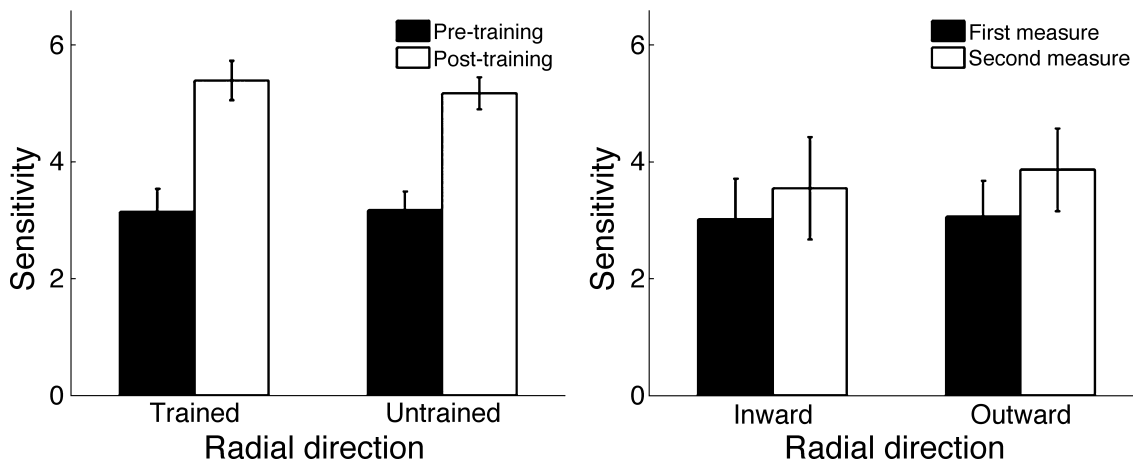 Pre-training
Post-training
6
4
2
0
Sensitivity
Trained
Untrained
Radial direction
First measure
Second measure
6
4
2
0
Sensitivity
Inward
Outward
Radial direction